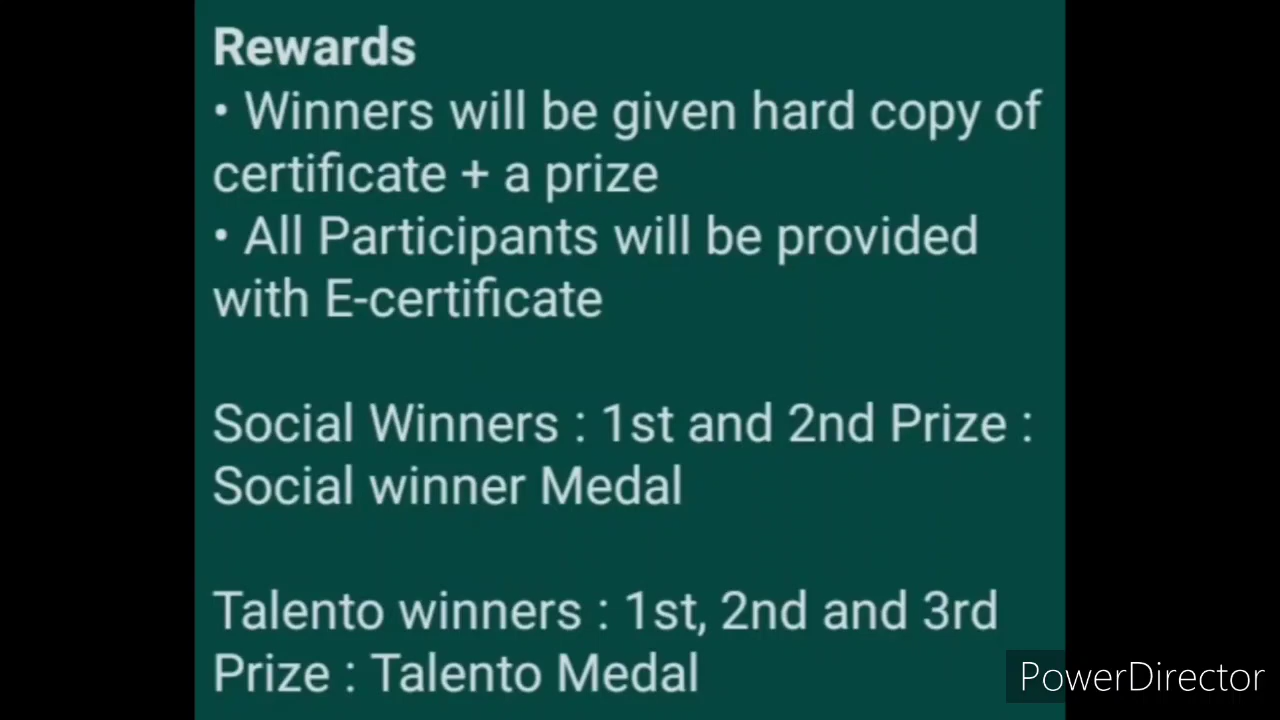 Rewards
• Winners will be given hard copy of
certificate + a prize
• All Participants will be provided
with E-certificate
Social Winners : 1st and 2nd Prize :
Social winner Medal
Talento winners : 1st, 2nd and 3rd
Prize : Talento Medal
PowerDirector